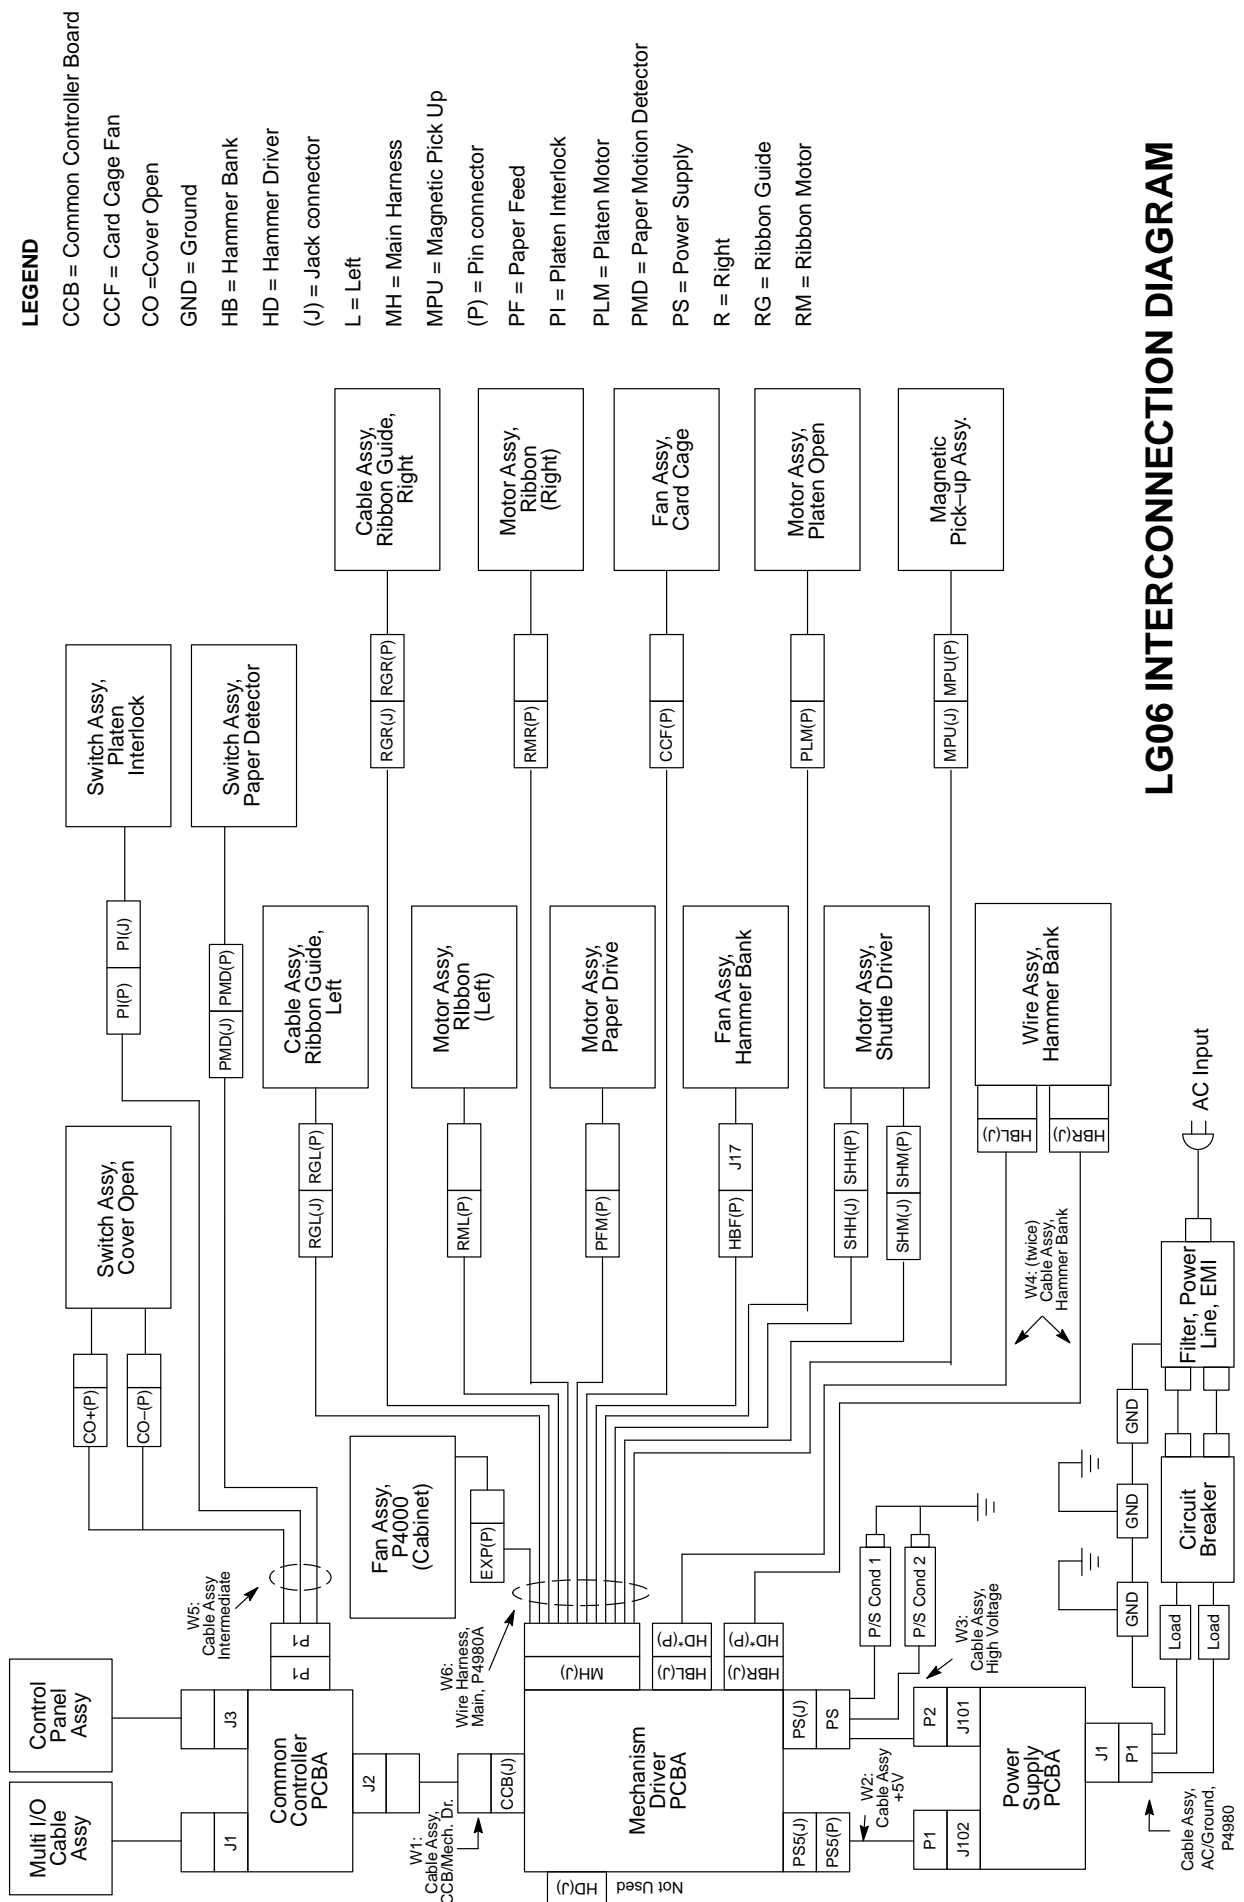 LEGEND
CCB = Common Controller Board
CCF = Card Cage Fan
CO =Cover Open
GND = Ground
HB = Hammer Bank
HD = Hammer Driver
(J) = Jack connector
L = Left
MH = Main Harness
MPU = Magnetic Pick Up
(P) = Pin connector
PF = Paper Feed
PI = Platen Interlock
PLM = Platen Motor
PMD = Paper Motion Detector
PS = Power Supply
R = Right
RG = Ribbon Guide
RM = Ribbon Motor
Multi I/O
Cable
Assy
Control
Panel
Assy
J1
J3
Common
Controller
PCBA
J2
P1
P1
W5:
Cable Assy
Intermediate
CO+(P)
CO–(P)
Switch Assy,
Cover Open
PI(P)
PI(J)
Switch Assy,
Platen
Interlock
PMD(J)
PMD(P)
Switch Assy,
Paper Detector
W1:
Cable Assy,
CCB/Mech. Dr.
CCB(J)
W6:
Wire Harness,
Main, P4980A
Fan Assy,
P4000
(Cabinet)
EXP(P)
RGL(J)
RGL(P)
Cable Assy,
Ribbon Guide,
Left
RGR(J)
RGR(P)
Cable Assy,
Ribbon Guide,
Right
RML(P)
Motor Assy,
RIbbon
(Left)
RMR(P)
Motor Assy,
Ribbon
(Right)
PFM(P)
Motor Assy,
Paper Drive
CCF(P)
Fan Assy,
Card Cage
HBF(P)
J17
Fan Assy,
Hammer Bank
PLM(P)
Motor Assy,
Platen Open
SHH(J)
SHH(P)
SHM(J)
SHM(P)
Motor Assy,
Shuttle Driver
MPU(J)
MPU(P)
Magnetic
Pick–up Assy.
HD(J)
Not Used
Mechanism
Driver
PCBA
MH(J)
HBL(J)
HD*(P)
HBR(J)
HD*(P)
HBL(J)
HBR(J)
Wire Assy,
Hammer Bank
W4: (twice)
Cable Assy,
Hammer Bank
PS5(J)
PS5(P)
PS(J)
PS
P/S Cond 1
P/S Cond 2
W2:
Cable Assy
+5V
W3:
Cable Assy,
High Voltage
P1
J102
P2
J101
Power
Supply
PCBA
J1
P1
Cable Assy,
AC/Ground,
P4980
GND
GND
GND
Load
Load
Circuit
Breaker
Filter, Power
Line, EMI
AC Input
LG06 INTERCONNECTION DIAGRAM